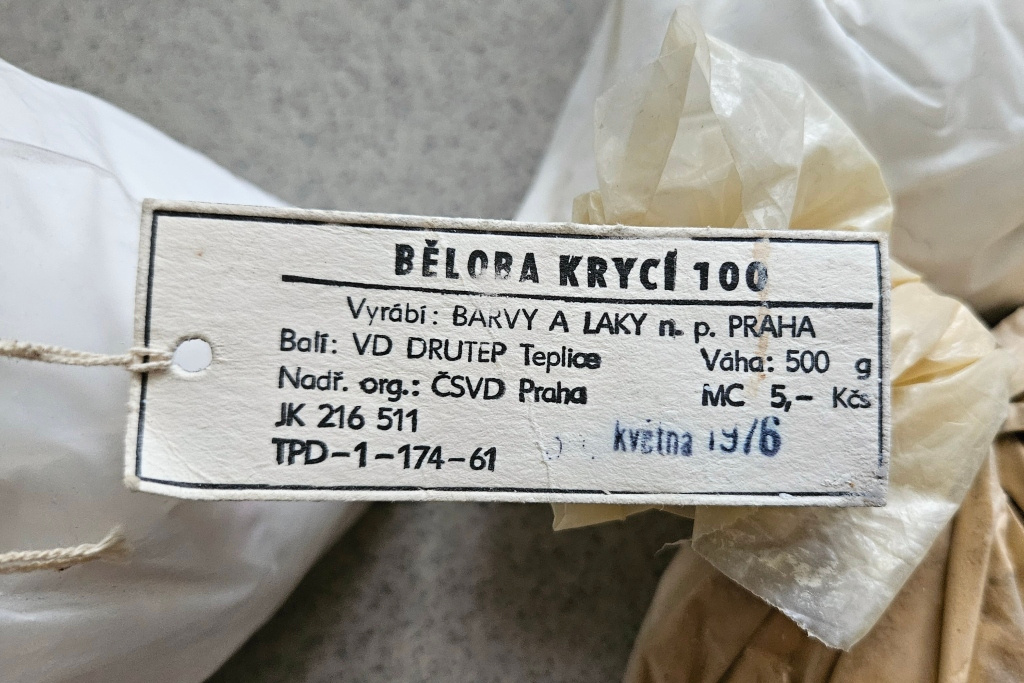 BĚLOBA KRYCÍ 100
Vyrábí: BARVY A LAKY n. p. PRAHA
Balí: VD DRUTEP Teplice Váha: 500 g
Nadř. org.: ČSVD Praha MC 5,- Kčs
JK 216 511
TPD-1-174-61
května 1976